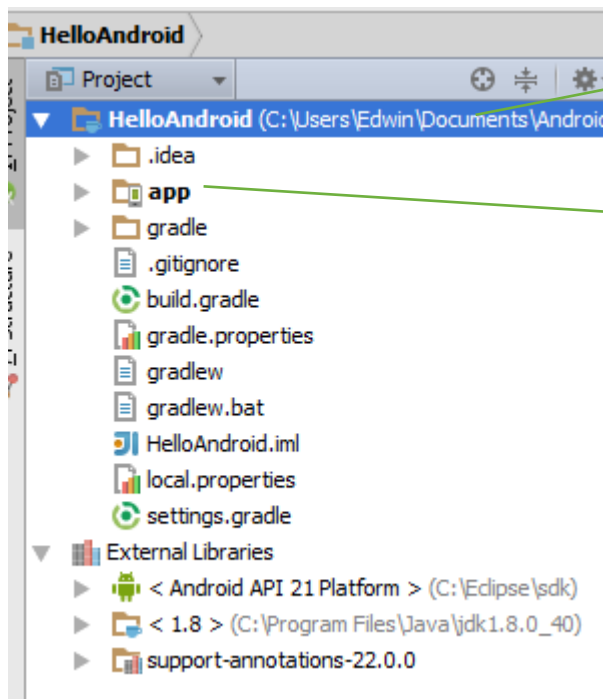 HelloAndroid
Project
HelloAndroid (C:\Users\Edwin\Documents\Android
.idea
app
gradle
.gitignore
build.gradle
gradle.properties
gradlew
gradlew.bat
HelloAndroid.iml
local.properties
settings.gradle
External Libraries
< Android API 21 Platform > (C:\Eclipse\sdk)
< 1.8 > (C:\Program Files\Java\jdk1.8.0_40)
support-annotations-22.0.0